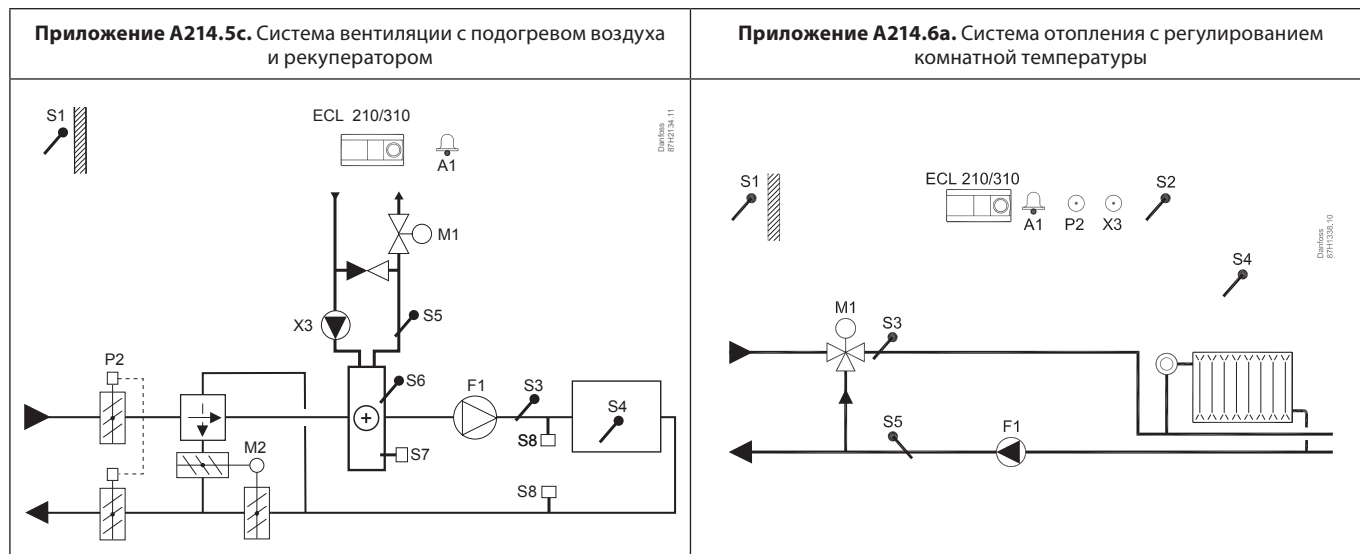 Приложение A214.5c. Система вентиляции с подогревом воздуха
и рекуператором
S1
ECL 210/310
A1
Danfoss
87H2134.11
M1
X3
S5
P2
S6
F1
S3
S4
S8
S7
M2
S8
Приложение A214.6a. Система отопления с регулированием
комнатной температуры
S1
ECL 210/310
A1
P2
X3
S2
Danfoss
87H1338.10
S4
M1
S3
S5
F1